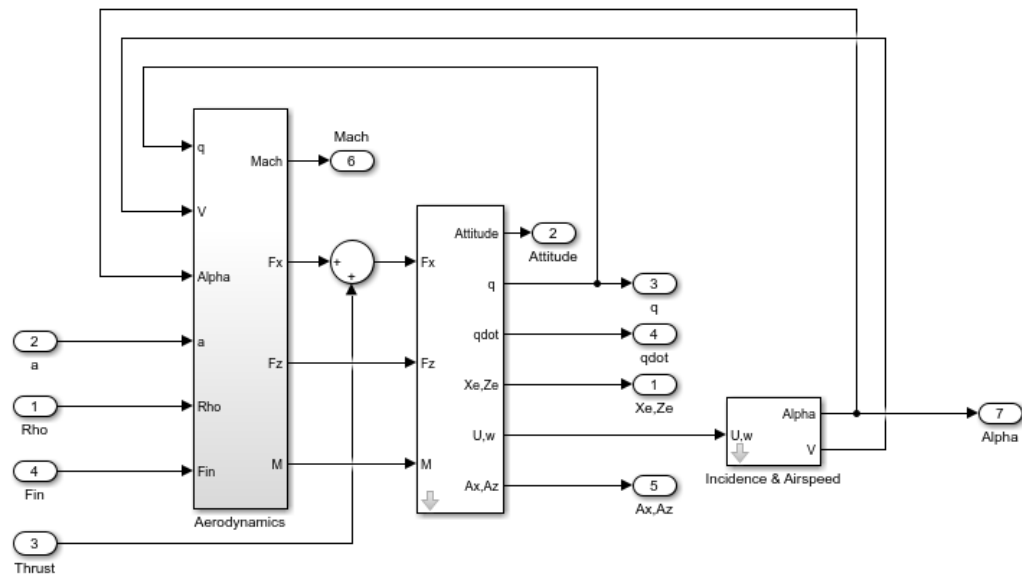 Mach
6
q
Mach
V
Attitude
2
Attitude
Fx
+
+
Fx
Alpha
q
3
q
2
a
a
qdot
4
qdot
Fz
Fz
Xe,Ze
1
Xe,Ze
1
Rho
Rho
Alpha
7
Alpha
U,w
U,w
V
Incidence & Airspeed
4
Fin
Fin
M
M
Ax,Az
5
Ax,Az
Aerodynamics
3
Thrust